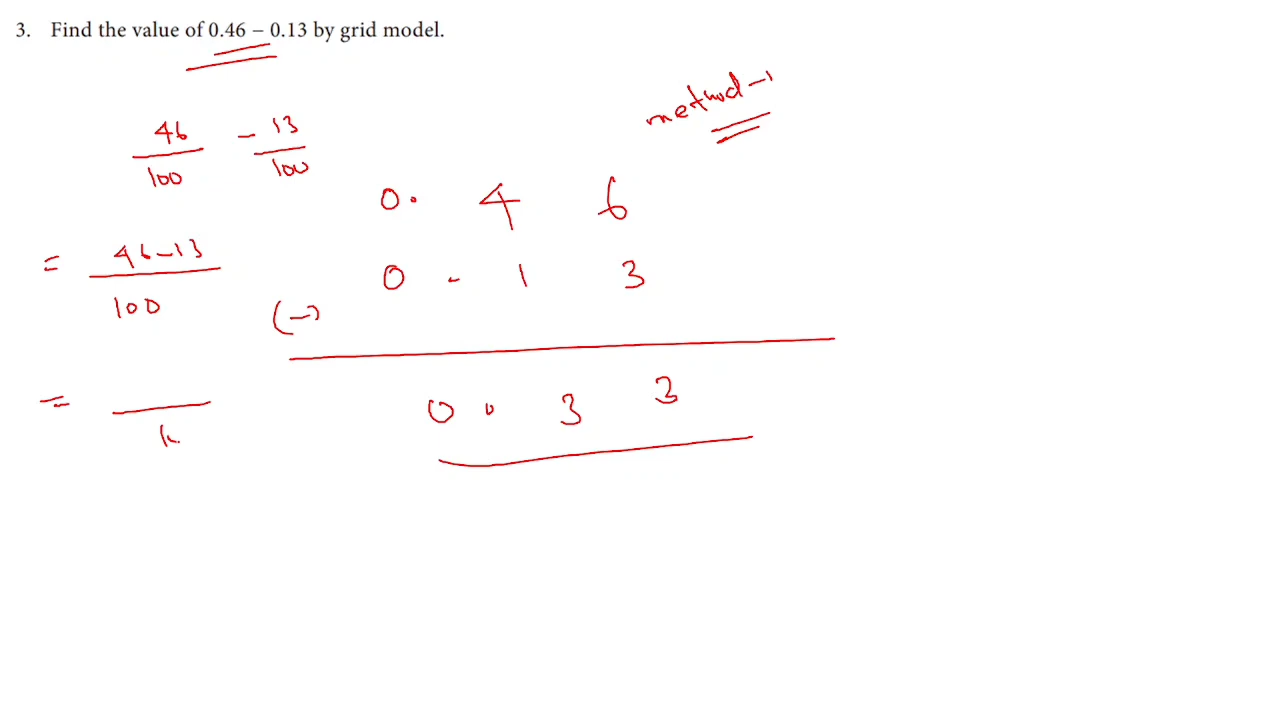 3. Find the value of 0.46 – 0.13 by grid model.
method-1
46/100 - 13/100
0. 4 6
= 46-13/100
0 . 1 3
(-)
=
0 . 3 3